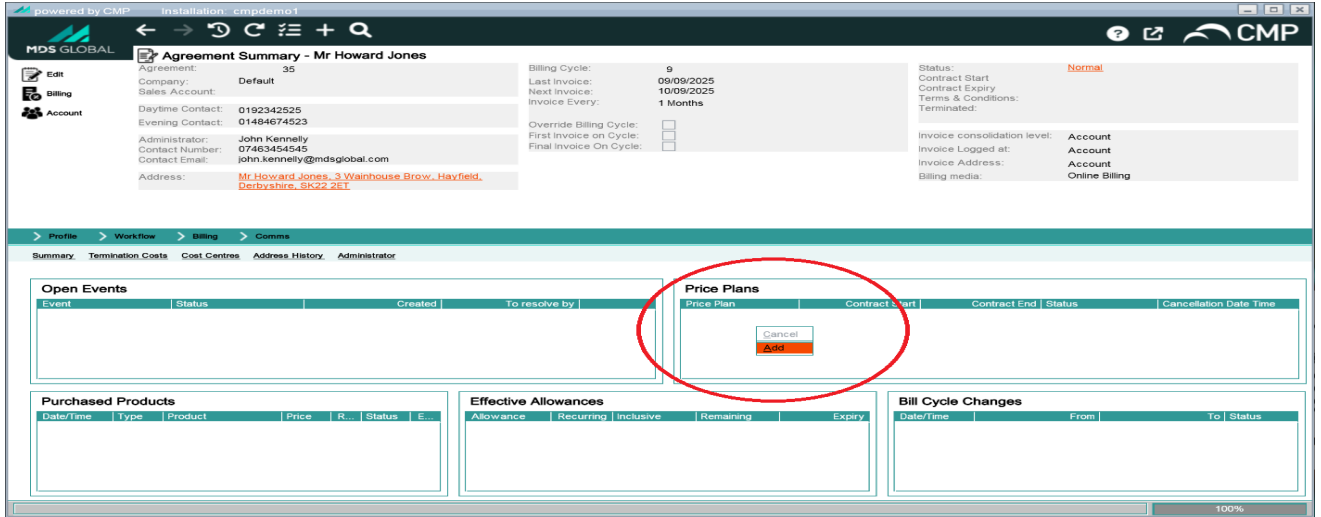 powered by CMP Installation: cmpdemo1
MDS GLOBAL
? CMP
Agreement Summary - Mr Howard Jones
Edit
Billing
Account
Agreement: 35
Company: Default
Sales Account:
Daytime Contact: 0192342525
Evening Contact: 01484674523
Administrator: John Kennelly
Contact Number: 07463454545
Contact Email: john.kennelly@mdsglobal.com
Address: Mr Howard Jones, 3 Wainhouse Brow, Hayfield,
Derbyshire, SK22 2ET
Billing Cycle: 9
Last Invoice: 09/09/2025
Next Invoice: 10/09/2025
Invoice Every: 1 Months
Override Billing Cycle:
First Invoice on Cycle:
Final Invoice On Cycle:
Status: Normal
Contract Start
Contract Expiry
Terms & Conditions:
Terminated:
Invoice consolidation level: Account
Invoice Logged at: Account
Invoice Address: Account
Billing media: Online Billing
Profile Workflow Billing Comms
Summary Termination Costs Cost Centres Address History Administrator
Open Events
Event Status Created To resolve by
Price Plans
Price Plan Contract Start Contract End Status Cancellation Date Time
Cancel
Add
Purchased Products
Date/Time Type Product Price R... Status E...
Effective Allowances
Allowance Recurring Inclusive Remaining Expiry
Bill Cycle Changes
Date/Time From To Status
100%